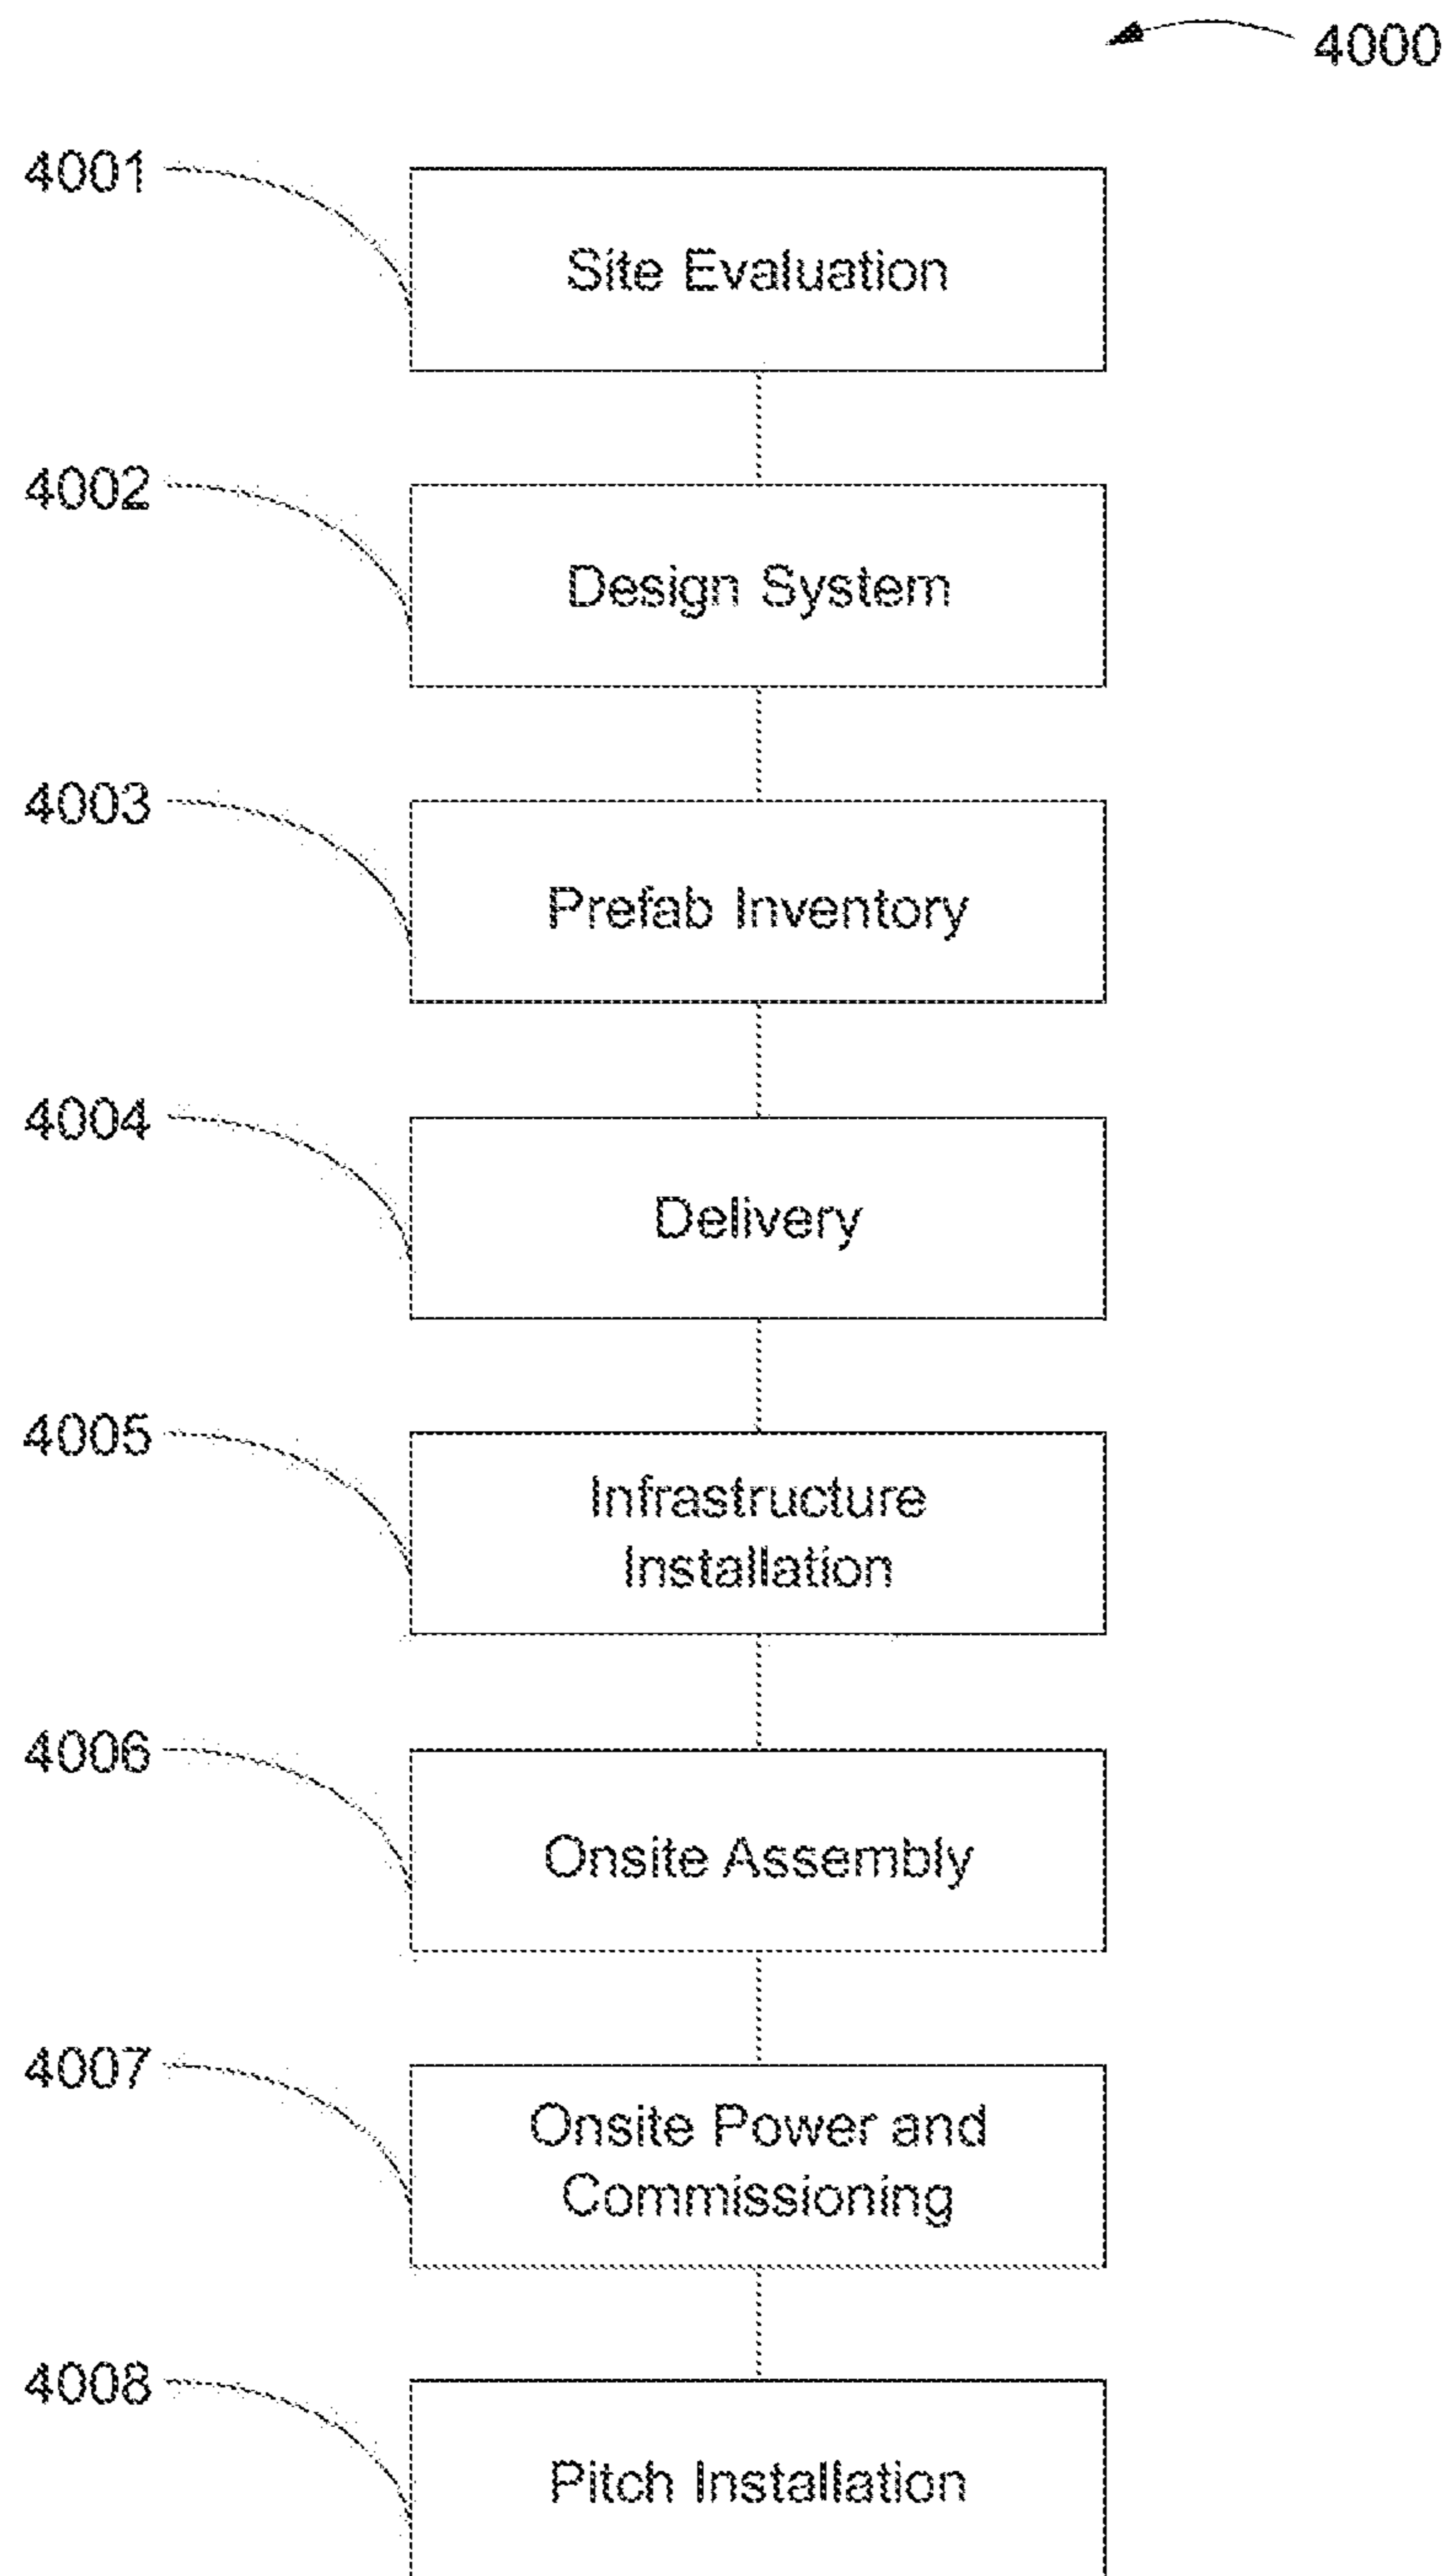 4000
4001
Site Evaluation
4002
Design System
4003
Prefab Inventory
4004
Delivery
4005
Infrastructure
Installation
4006
Onsite Assembly
4007
Onsite Power and
Commissioning
4008
Pitch Installation